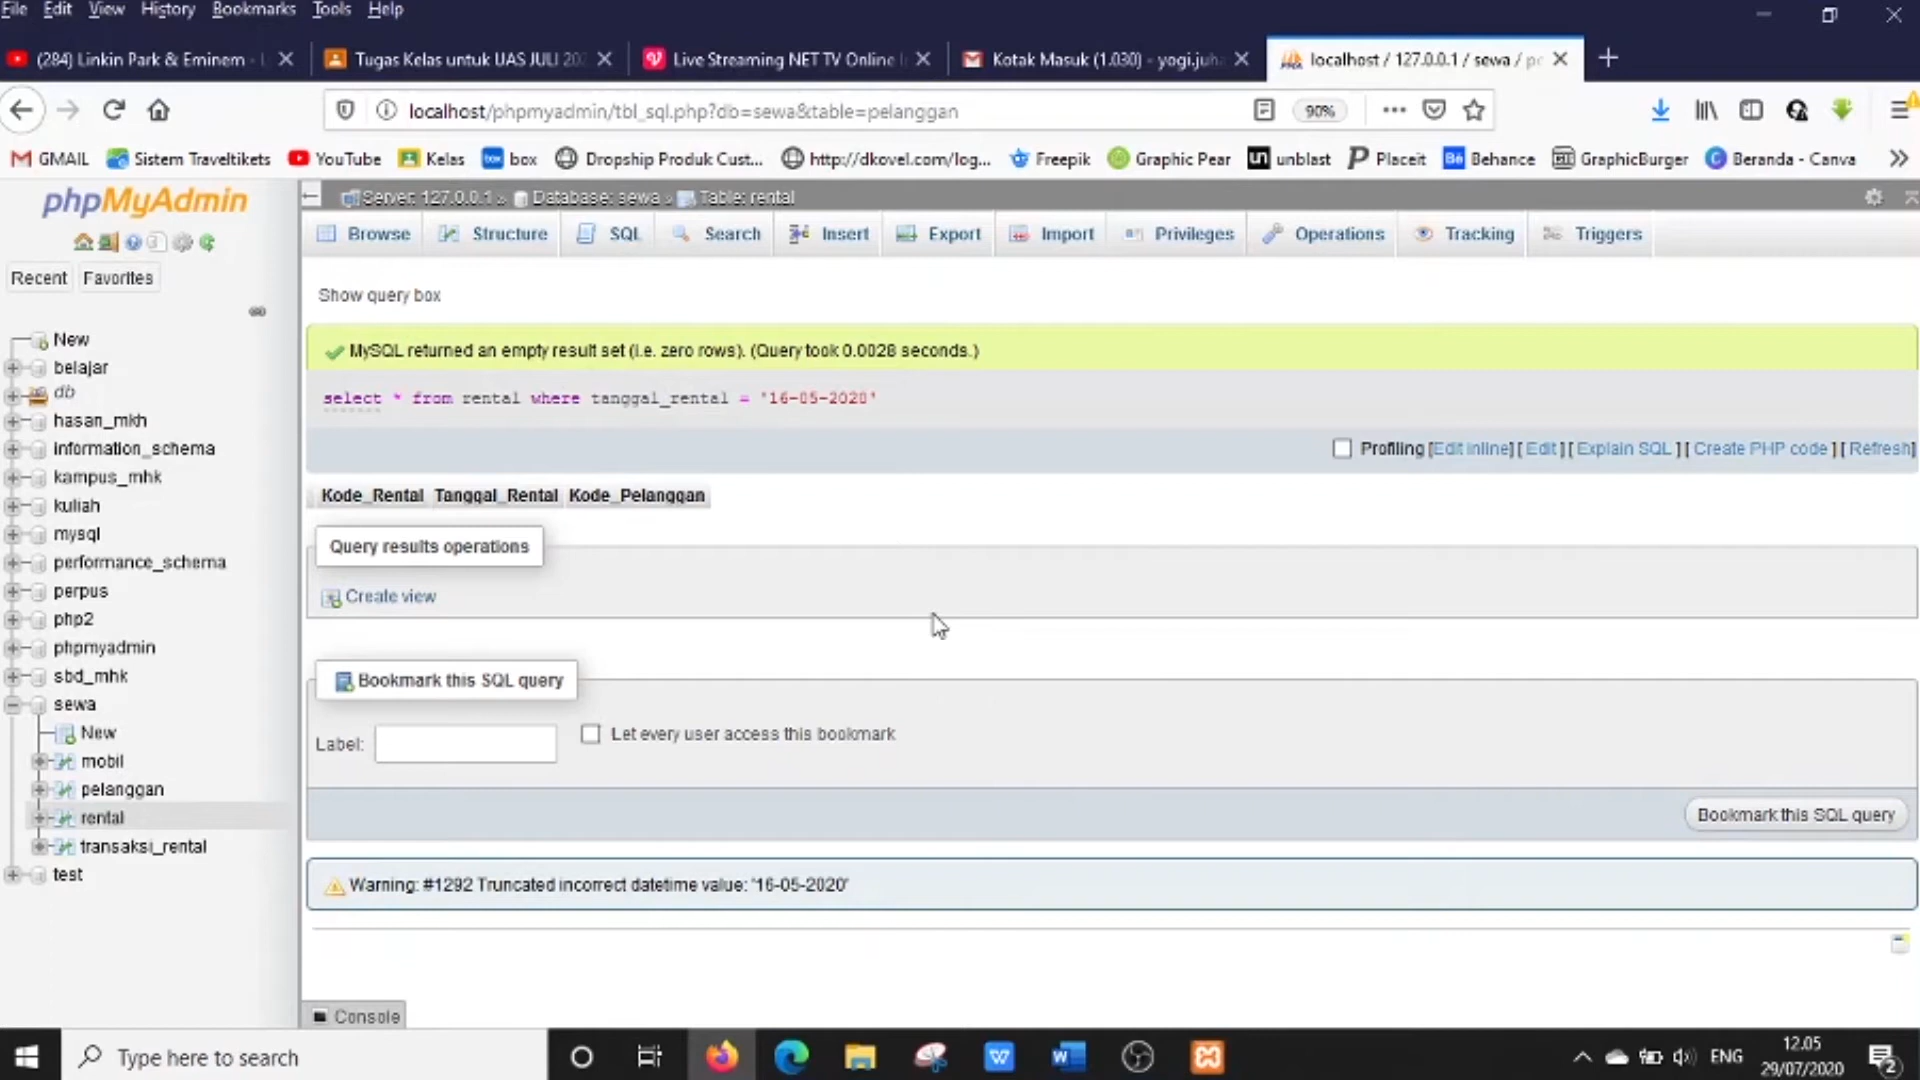 File Edit View History Bookmarks Tools Help
(284) Linkin Park & Eminem - L
Tugas Kelas untuk UAS JULI 202
Live Streaming NET TV Online
Kotak Masuk (1.030) - yogi.juha
localhost / 127.0.0.1 / sewa / pe
localhost/phpmyadmin/tbl_sql.php?db=sewa&table=pelanggan
90%
GMAIL Sistem Traveltikets YouTube Kelas box Dropship Produk Cust... http://dkovel.com/log... Freepik Graphic Pear unblast Placeit Behance GraphicBurger Beranda - Canva
phpMyAdmin
Server: 127.0.0.1 » Database: sewa » Table: rental
Browse Structure SQL Search Insert Export Import Privileges Operations Tracking Triggers
Recent Favorites
New
belajar
db
hasan_mkh
information_schema
kampus_mhk
kuliah
mysql
performance_schema
perpus
php2
phpmyadmin
sbd_mhk
sewa
New
mobil
pelanggan
rental
transaksi_rental
test
Show query box
MySQL returned an empty result set (i.e. zero rows). (Query took 0.0028 seconds.)
select * from rental where tanggal_rental = '16-05-2020'
Profiling [Edit inline] [ Edit ] [ Explain SQL ] [ Create PHP code ] [ Refresh]
Kode_Rental Tanggal_Rental Kode_Pelanggan
Query results operations
Create view
Bookmark this SQL query
Label:
Let every user access this bookmark
Bookmark this SQL query
Warning: #1292 Truncated incorrect datetime value: '16-05-2020'
Console
Type here to search
ENG
12.05
29/07/2020
2